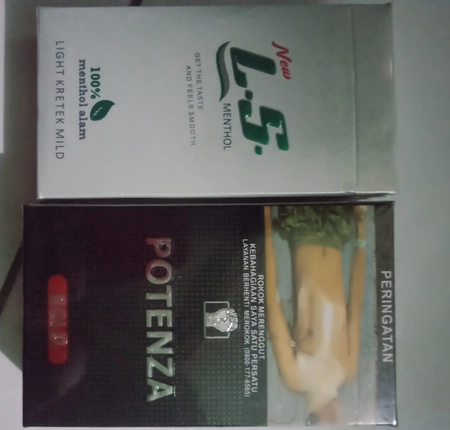 New
L.S.
MENTHOL
GET THE TASTE
AND FEELS SMOOTH
100%
menthol alam
LIGHT KRETEK MILD
PERINGATAN
ROKOK MERENGGUT
KEBAHAGIAAN SAYA SATU PERSATU
LAYANAN BERHENTI MEROKOK (0800-177-6565)
POTENZA